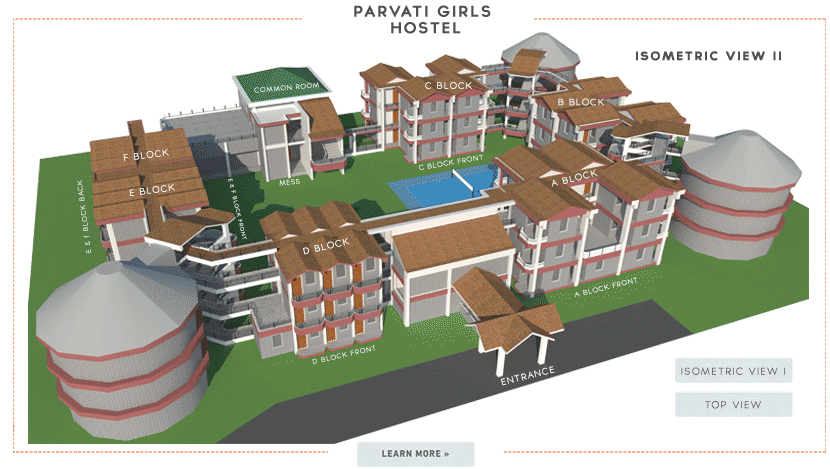 PARVATI GIRLS
HOSTEL
ISOMETRIC VIEW II
COMMON ROOM
C BLOCK
B BLOCK
F BLOCK
E BLOCK
MESS
C BLOCK FRONT
A BLOCK
E & F BLOCK BACK
E & F BLOCK FRONT
D BLOCK
A BLOCK FRONT
D BLOCK FRONT
ENTRANCE
ISOMETRIC VIEW I
TOP VIEW
LEARN MORE »